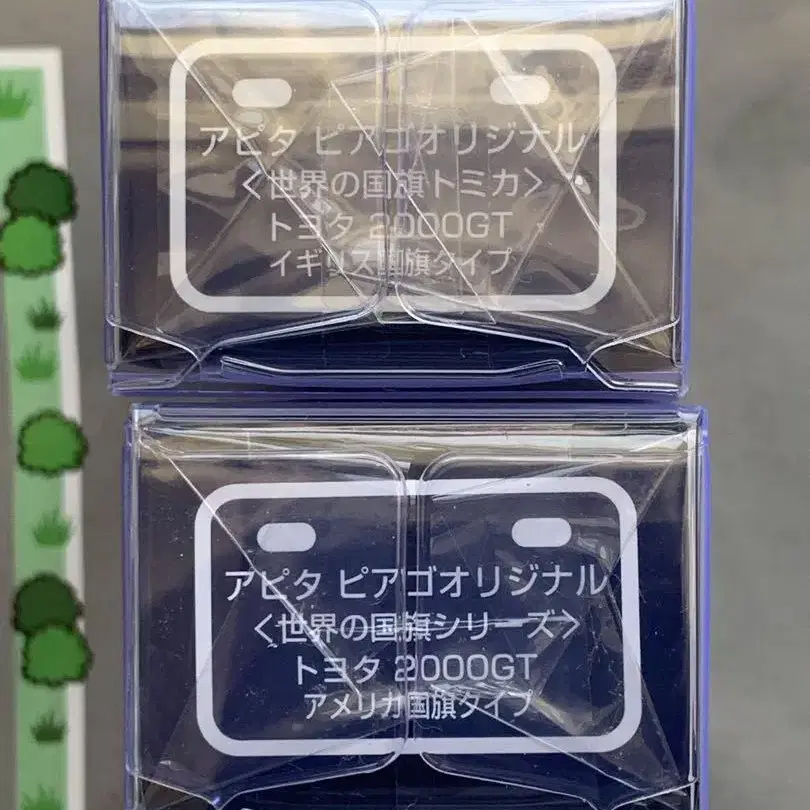 アピタ ピアゴオリジナル
<世界の国旗トミカ>
トヨタ 2000GT
イギリス国旗タイプ
アピタ ピアゴオリジナル
<世界の国旗シリーズ>
トヨタ 2000GT
アメリカ国旗タイプ